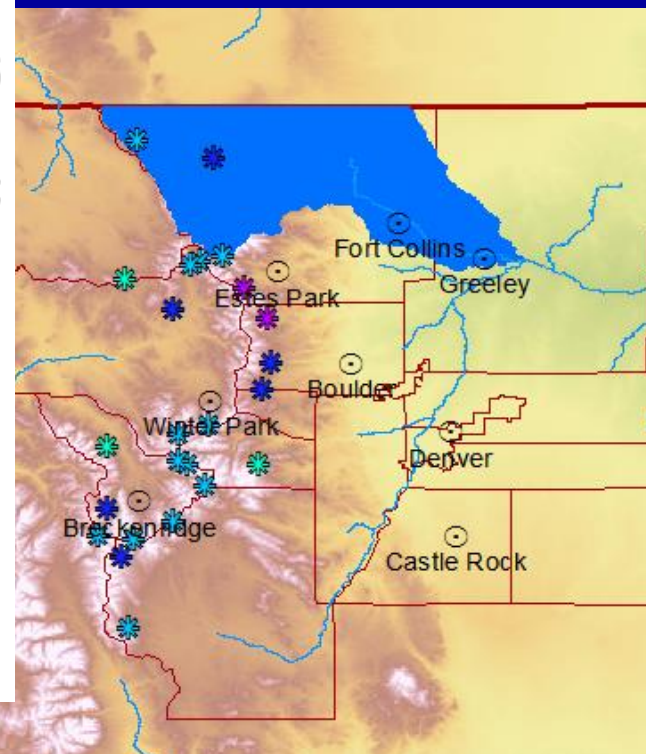 Fort Collins
Greeley
Estes Park
Boulder
Winter Park
Denver
Breckenridge
Castle Rock